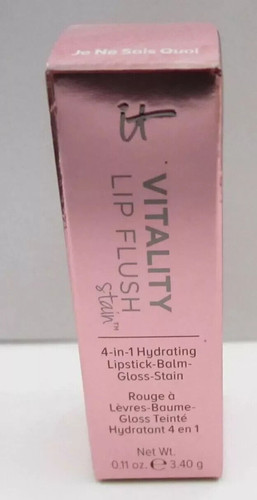 Je Ne Sais Quoi
it
VITALITY
LIP FLUSH
stain™
4-in-1 Hydrating
Lipstick-Balm-
Gloss-Stain
Rouge à
Lèvres-Baume-
Gloss Teinté
Hydratant 4 en 1
Net Wt.
0.11 oz. ℮ 3.40 g